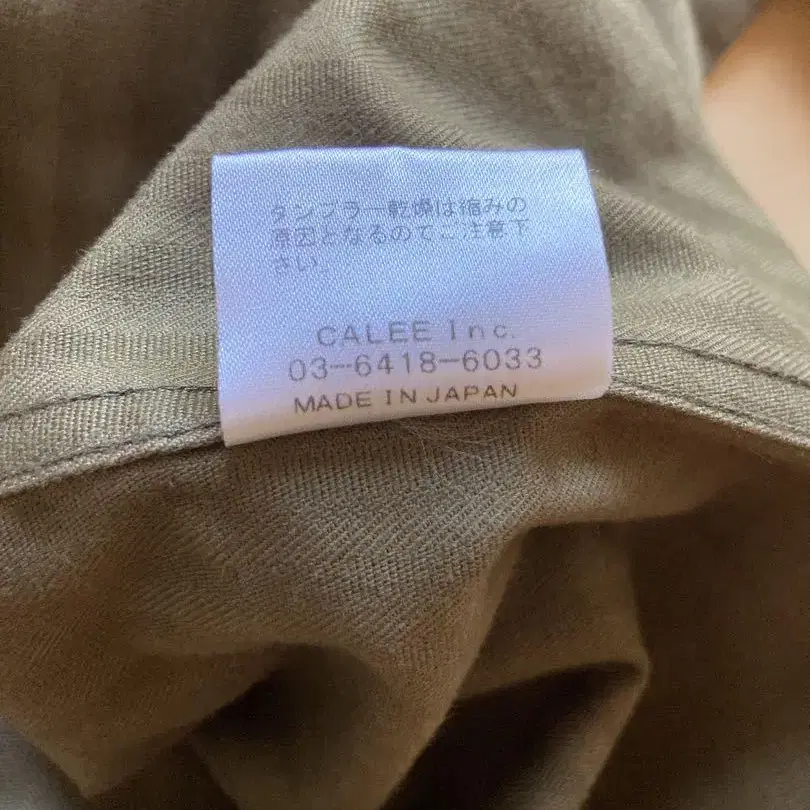 タンブラー乾燥は縮みの
原因となるのでご注意下
さい。
CALEE Inc.
03-6418-6033
MADE IN JAPAN